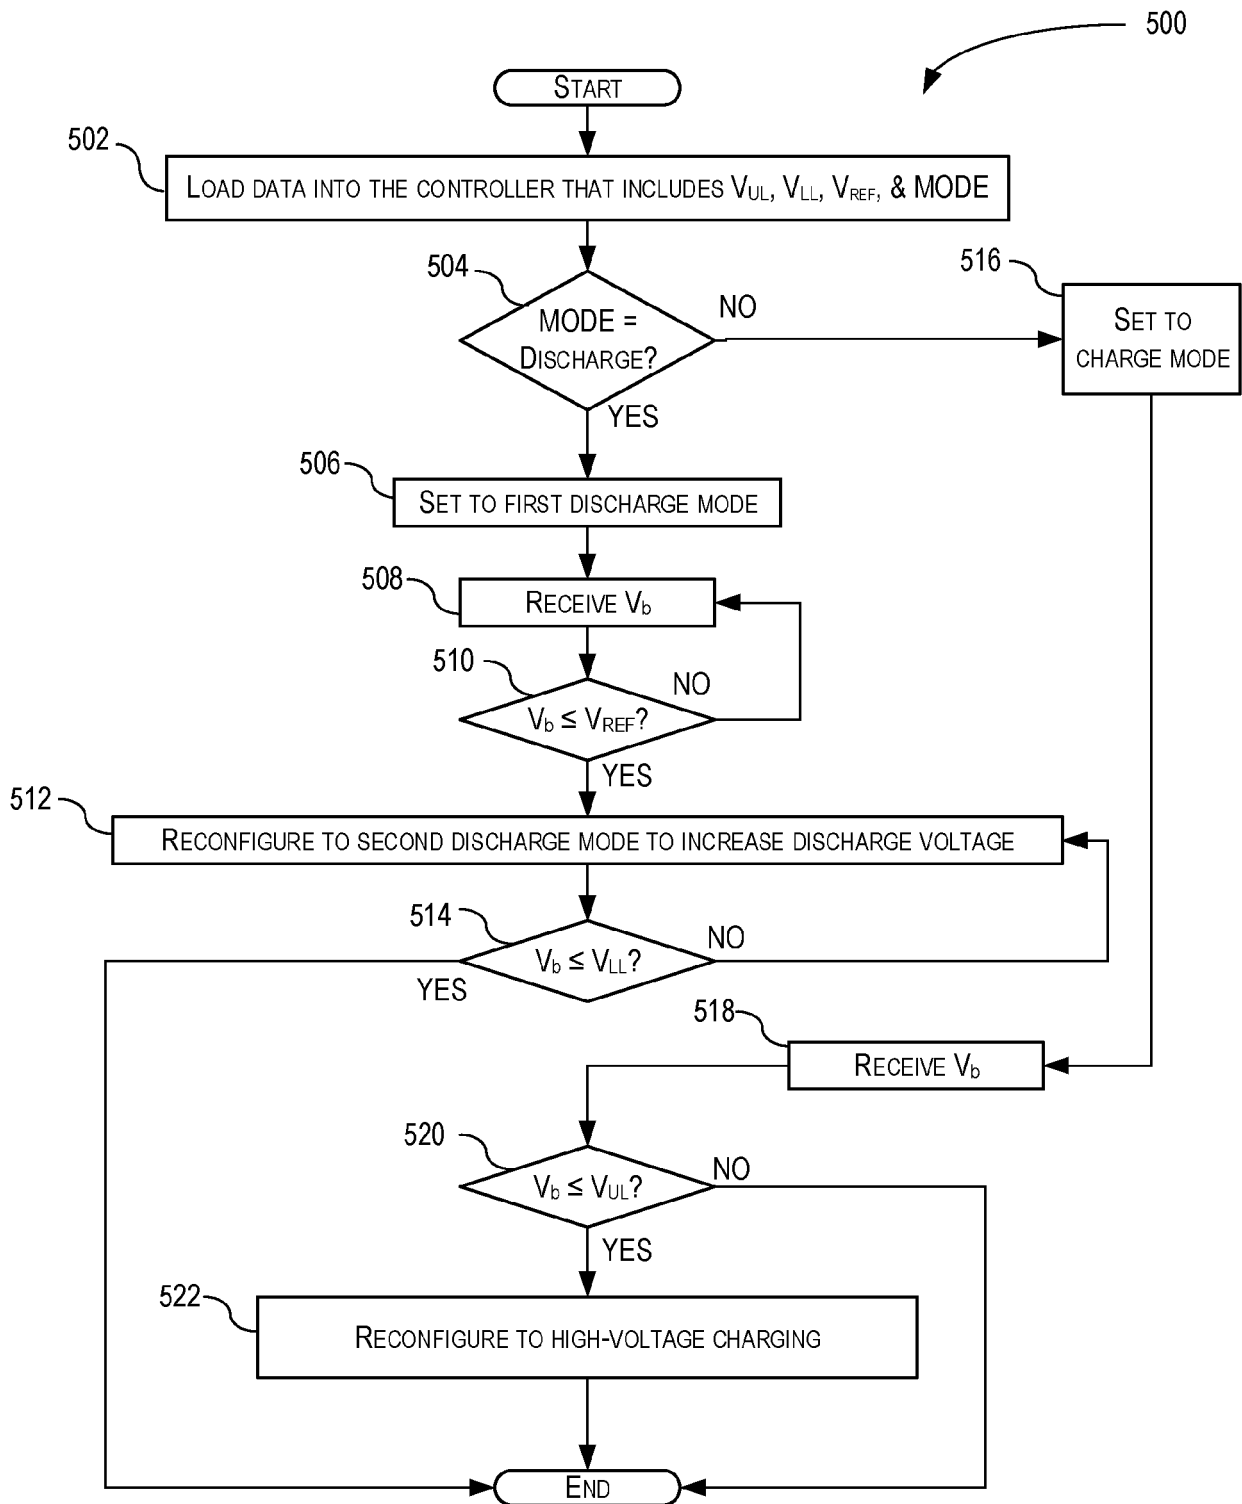 500
START
502
LOAD DATA INTO THE CONTROLLER THAT INCLUDES VUL, VLL, VREF, & MODE
504
516
MODE =
DISCHARGE?
NO
SET TO
CHARGE MODE
YES
506
SET TO FIRST DISCHARGE MODE
508
RECEIVE Vb
510
NO
Vb ≤ VREF?
YES
512
RECONFIGURE TO SECOND DISCHARGE MODE TO INCREASE DISCHARGE VOLTAGE
514
NO
Vb ≤ VLL?
YES
518
RECEIVE Vb
520
NO
Vb ≤ VUL?
YES
522
RECONFIGURE TO HIGH-VOLTAGE CHARGING
END